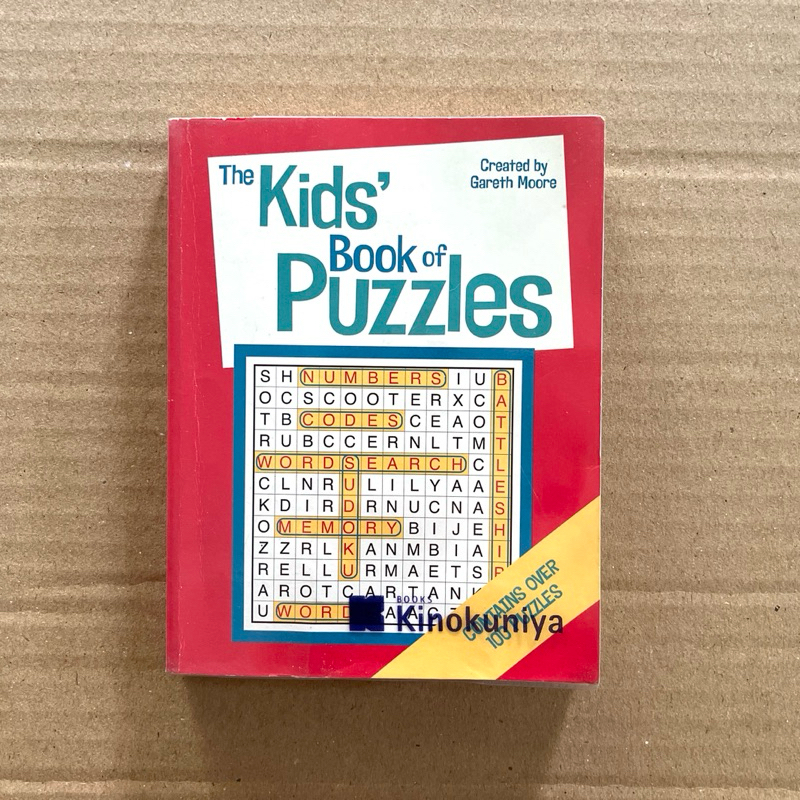 The Kids'
Book of
Puzzles
Created by
Gareth Moore
S H N U M B E R S I U B
O C S C O O T E R X C A
T B C O D E S C E A O T
R U B C C E R N L T M T
W O R D S E A R C H C L
C L N R U L I L Y A A E
K D I R D R N U C N A S
O M E M O R Y B I J E H
Z Z R L K A N M B I A I
R E L L U R M A E T S P
A R O T C A R T A N K
U W O R D
CONTAINS OVER
100 PUZZLES
BOOKS
Kinokuniya